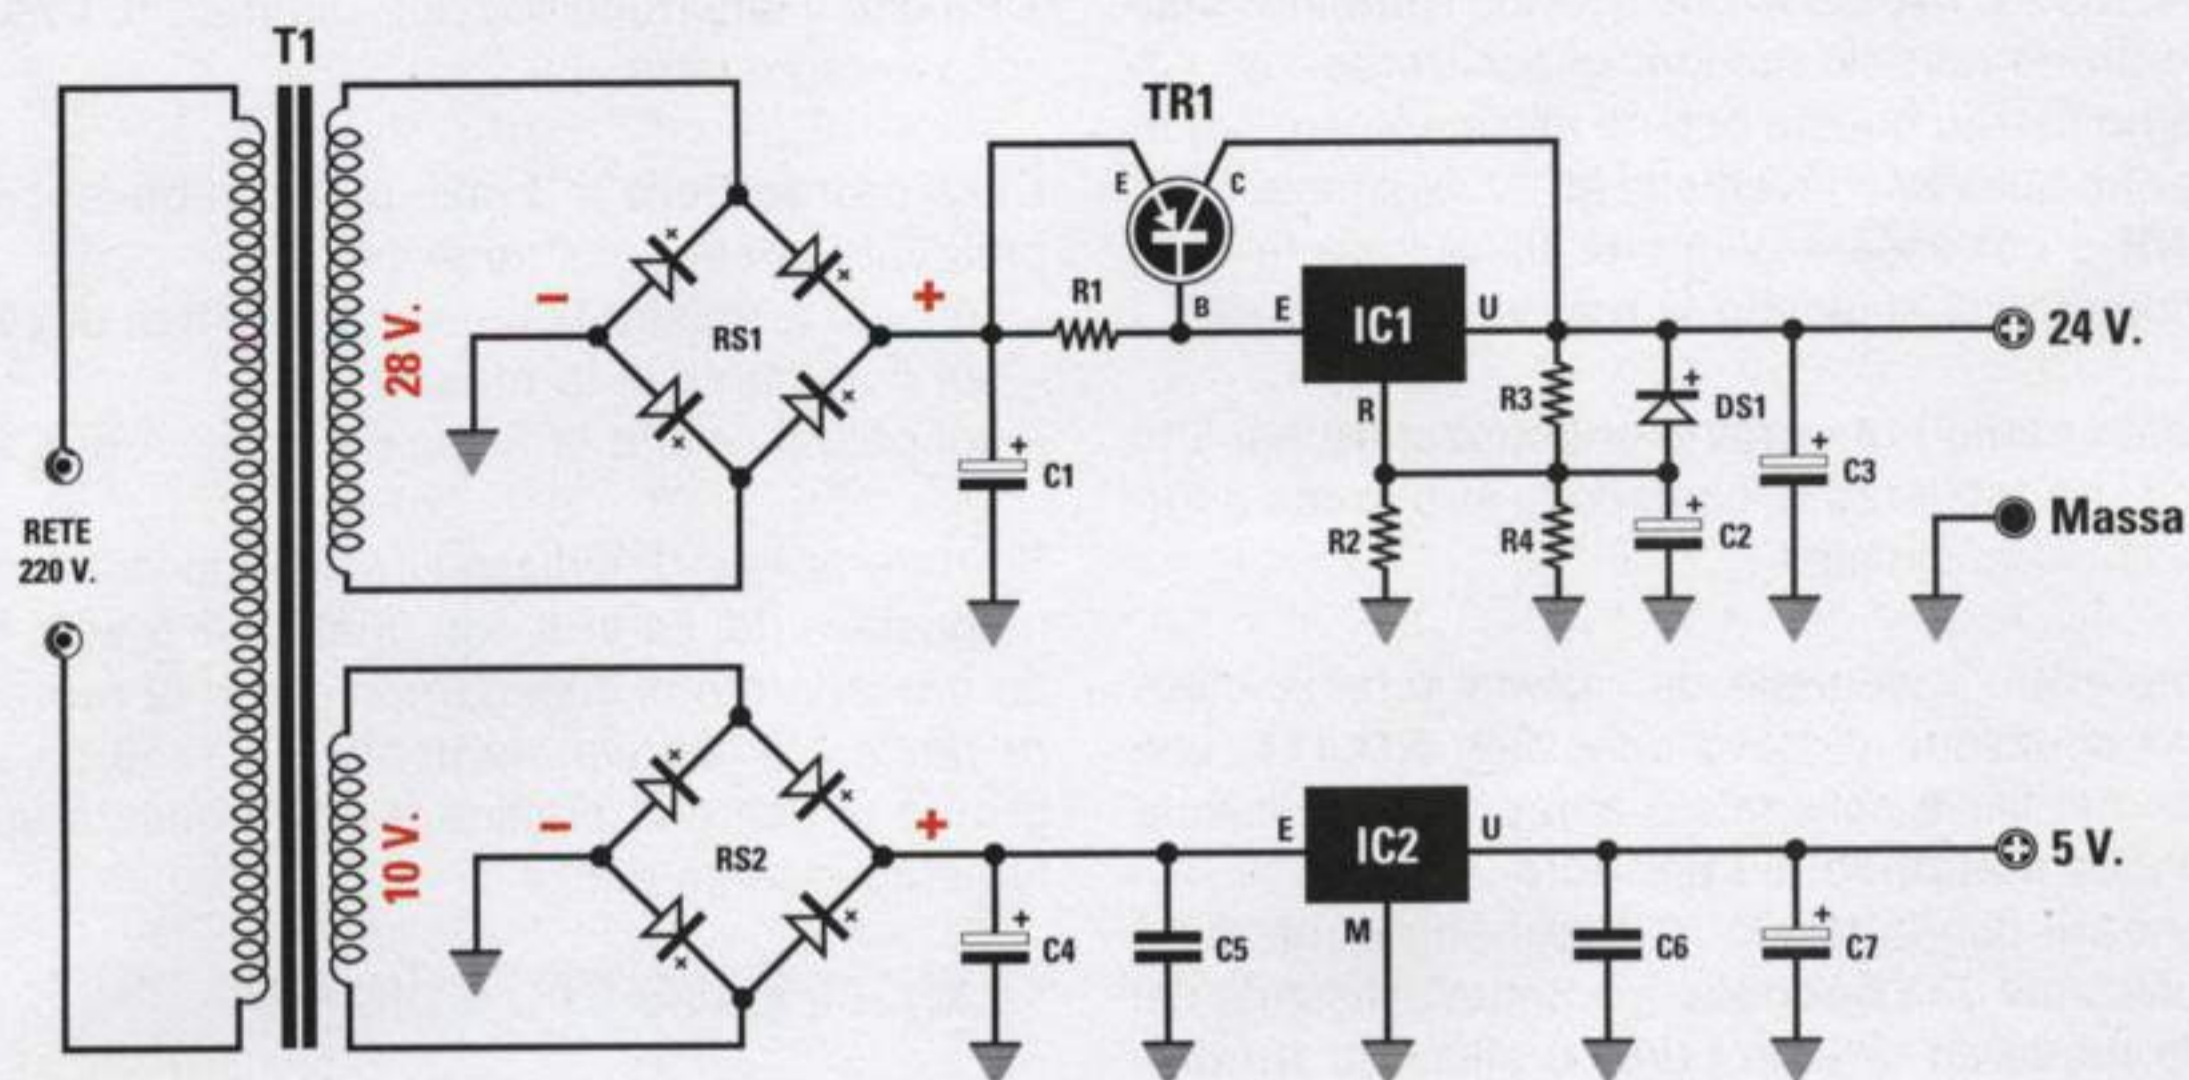 T1
TR1
E
C
28 V.
−
RS1
+
R1
B
E
IC1
U
24 V.
R
R3
+
DS1
+
C1
+
C3
RETE
220 V.
R2
R4
+
C2
Massa
10 V.
−
RS2
+
E
IC2
U
5 V.
M
+
C4
C5
C6
+
C7